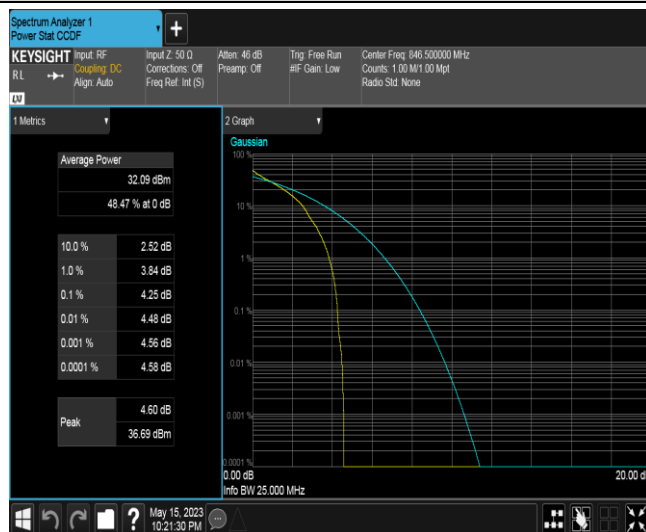 Spectrum Analyzer 1
Power Stat CCDF
+
KEYSIGHT
RL
LXI
Input: RF
Coupling: DC
Align: Auto
Input Z: 50 Ω
Corrections: Off
Freq Ref: Int (S)
Atten: 46 dB
Preamp: Off
Trig: Free Run
#IF Gain: Low
Center Freq: 846.500000 MHz
Counts: 1.00 M/1.00 Mpt
Radio Std: None
1 Metrics
Average Power
32.09 dBm
48.47 % at 0 dB
10.0 % 2.52 dB
1.0 % 3.84 dB
0.1 % 4.25 dB
0.01 % 4.48 dB
0.001 % 4.56 dB
0.0001 % 4.58 dB
Peak
4.60 dB
36.69 dBm
2 Graph
Gaussian
100 %
10 %
1 %
0.1 %
0.01 %
0.001 %
0.0001 %
0.00 dB
20.00 d
Info BW 25.000 MHz
?
May 15, 2023
10:21:30 PM